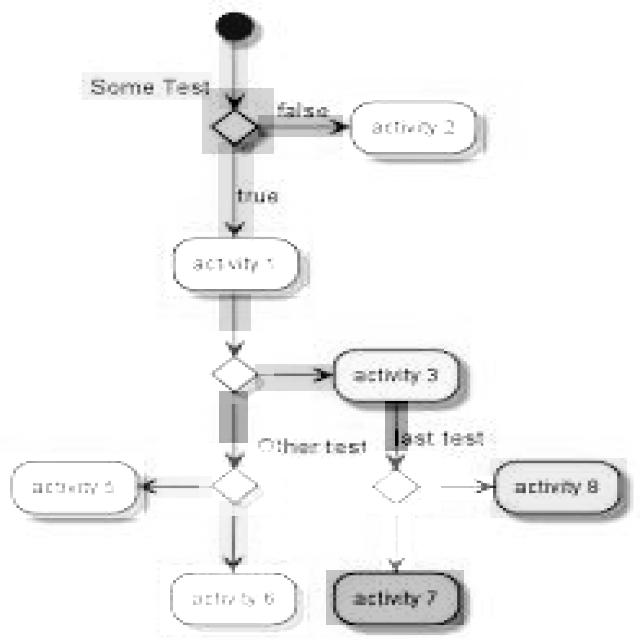 Some Test
false
activity 2
true
activity 1
activity 3
Other test
last test
activity 5
activity 8
activity 6
activity 7